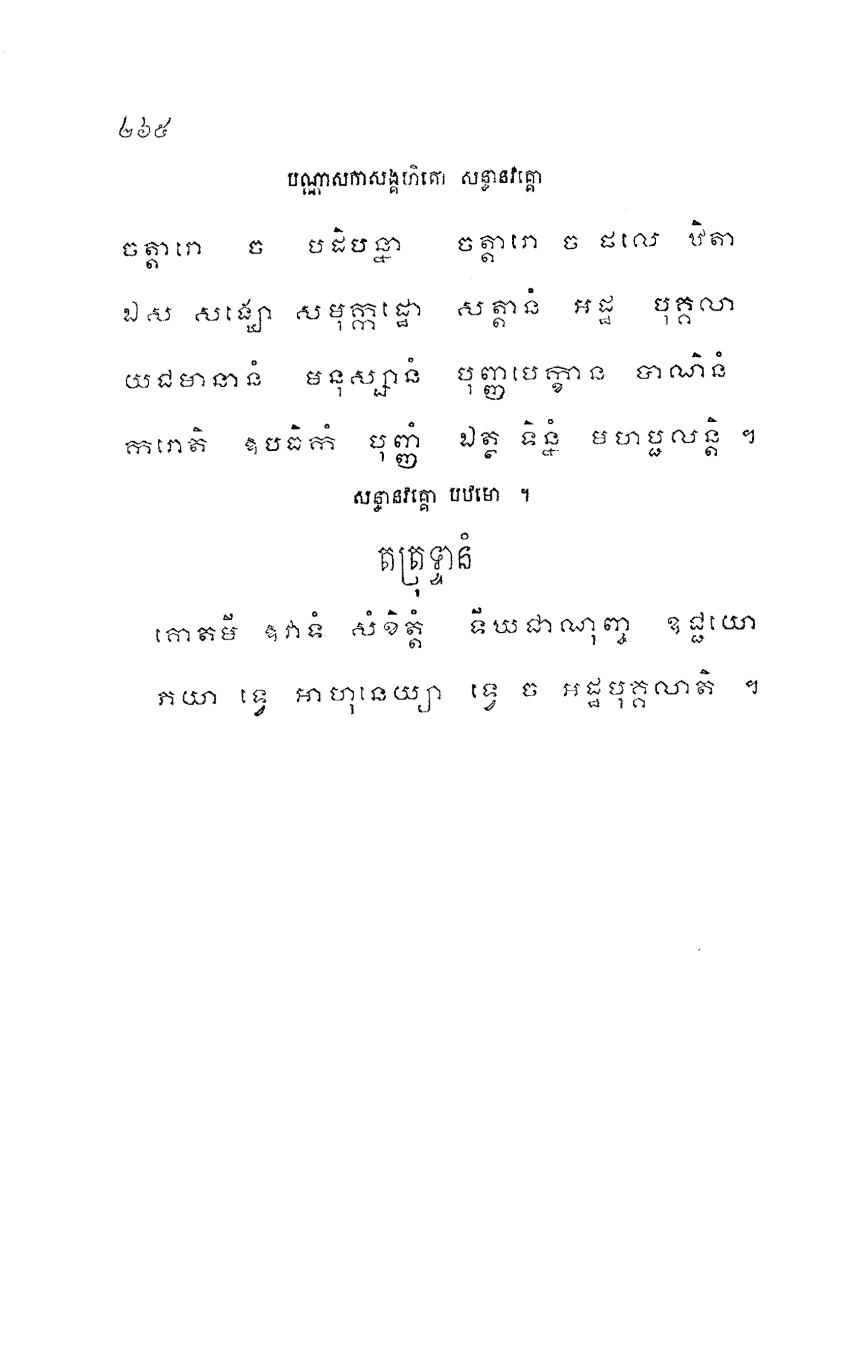 ២៦៥
បណ្ណាសកាសង្គហិតោ សន្ធានវគ្គោ
ចត្តារោ ច បដិបន្នា ចត្តារោ ច ផលេ ឋិតា
ឯស សង្ឃោ សមុក្កដ្ឋោ សត្តានំ អដ្ឋ បុគ្គលា
យជមានានំ មនុស្សានំ បុញ្ញបេក្ខាន បាណិនំ
ករោតិ ឧបធិកំ បុញ្ញំ ឯត្ថ ទិន្នំ មហប្ផលន្តិ ។
សន្ធានវគ្គោ បឋមោ ។
តត្រុទ្ទានំ
គោតមី ឱវាទំ សំខិត្តំ ទីឃជាណុញ្ច ឧជ្ជយោ
ភយា ទ្វេ អាហុនេយ្យា ទ្វេ ច អដ្ឋបុគ្គលាតិ ។